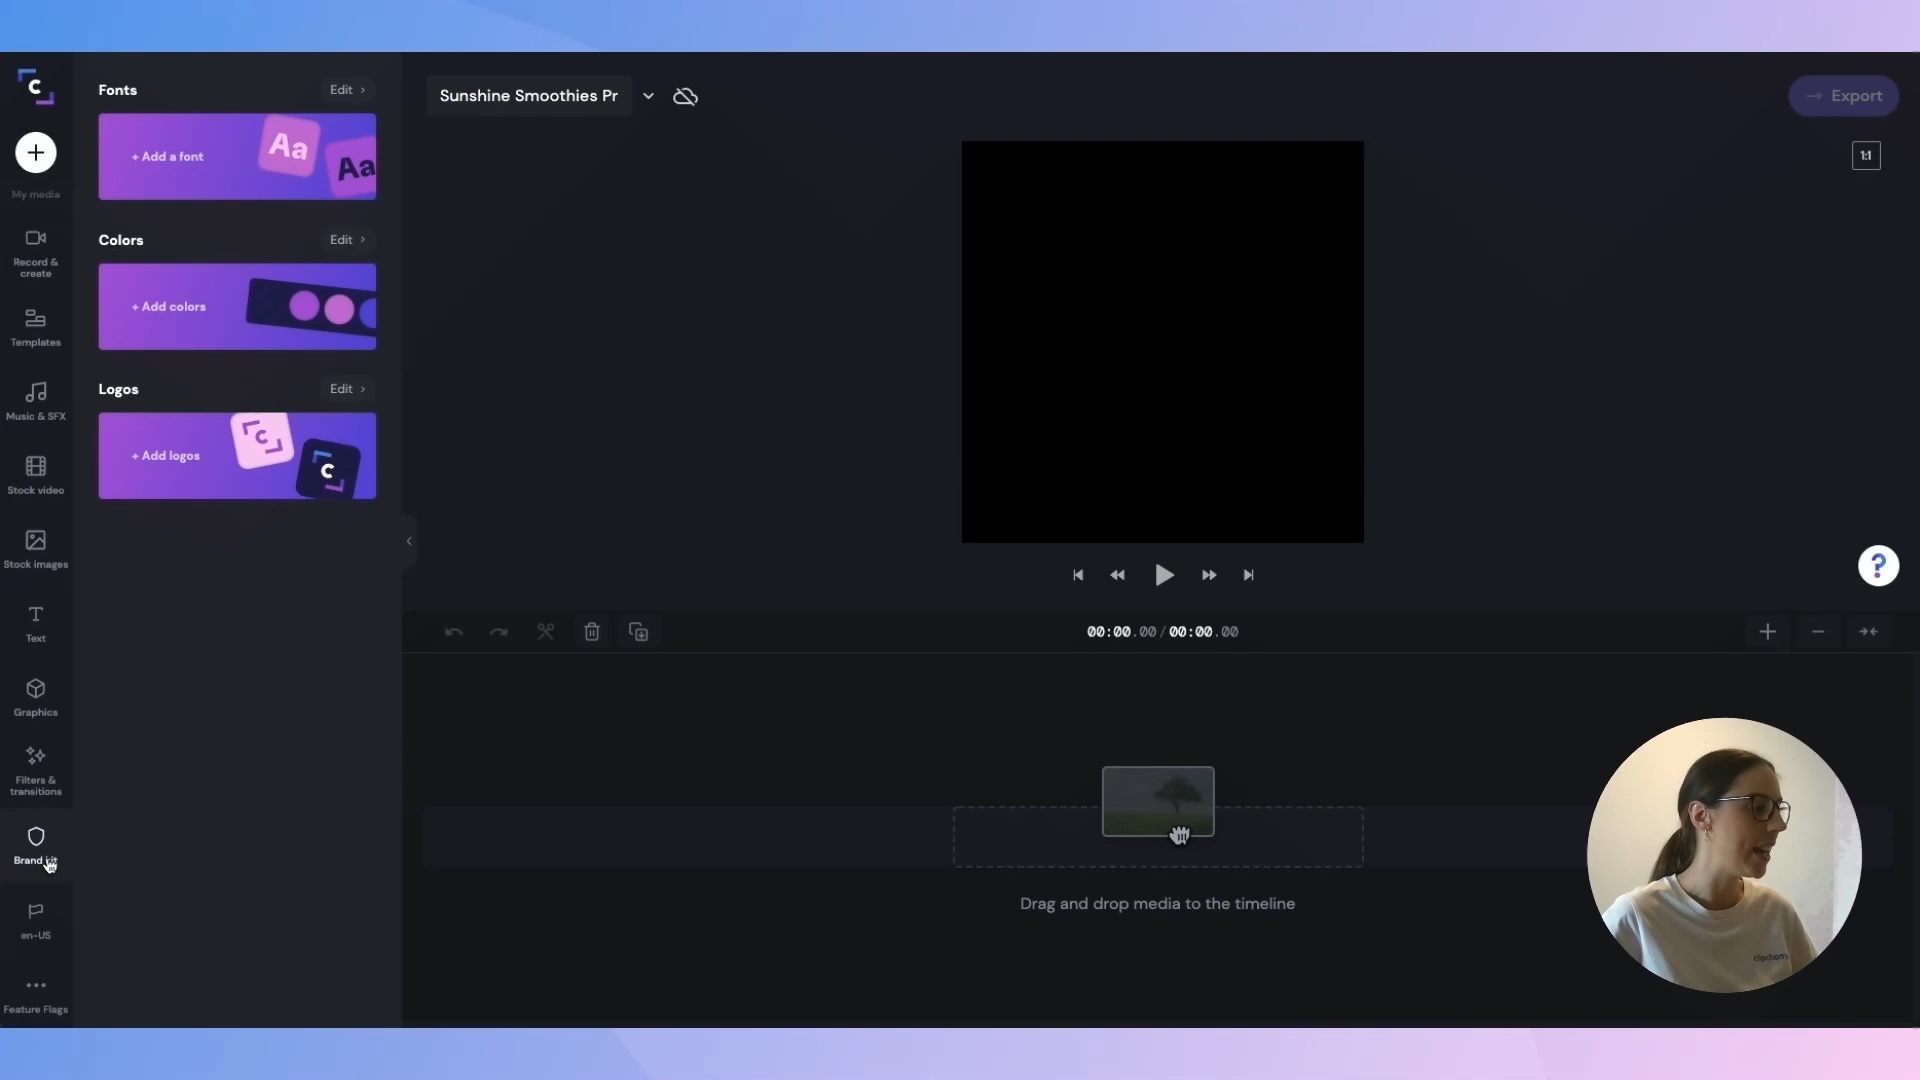 C
My media
Record &
create
Templates
Music & SFX
Stock video
Stock images
Text
Graphics
Filters &
transitions
Brand kit
en-US
Feature Flags
Fonts
Edit
+ Add a font
Aa
Aa
Colors
Edit
+ Add colors
Logos
Edit
+ Add logos
C
C
Sunshine Smoothies Pr
Export
1:1
?
00:00.00/00:00.00
Drag and drop media to the timeline
clipchamp